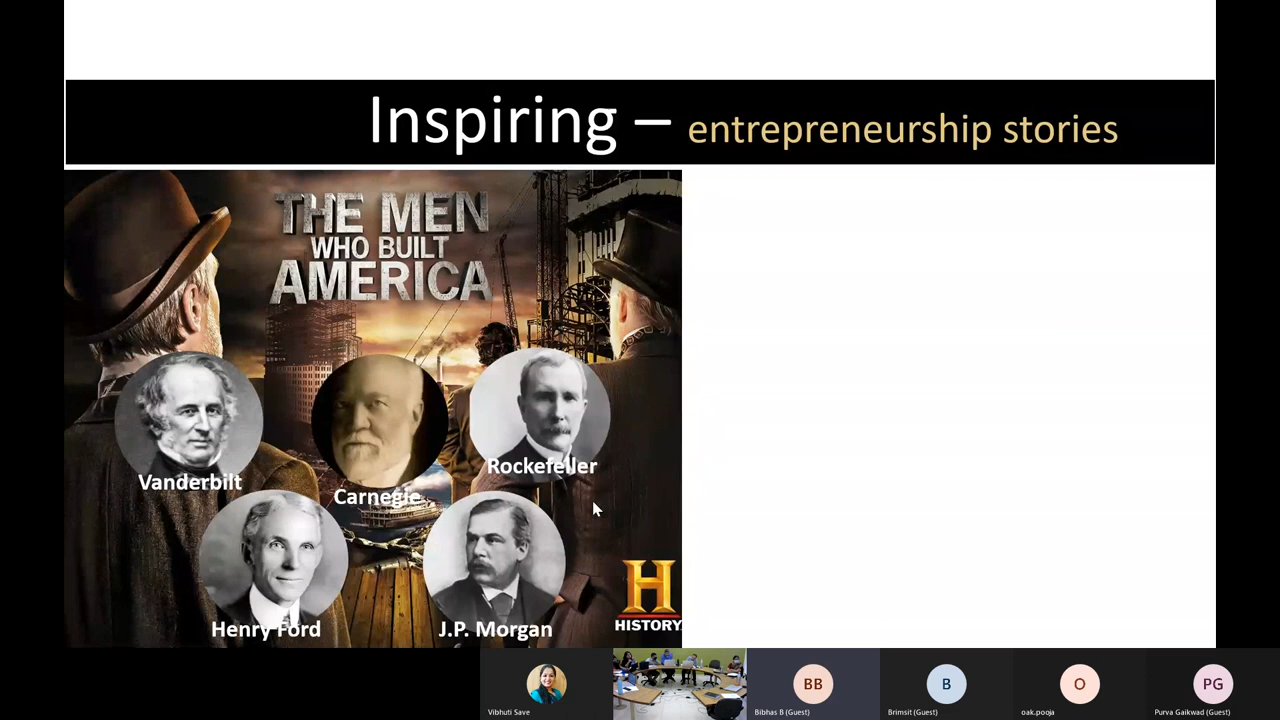 Inspiring – entrepreneurship stories
THE MEN
WHO BUILT
AMERICA
Vanderbilt
Carnegie
Rockefeller
Henry Ford
J.P. Morgan
H
HISTORY
BB
B
O
PG
Vibhuti Save
Bibhas B (Guest)
Brimsit (Guest)
oak.pooja
Purva Gaikwad (Guest)